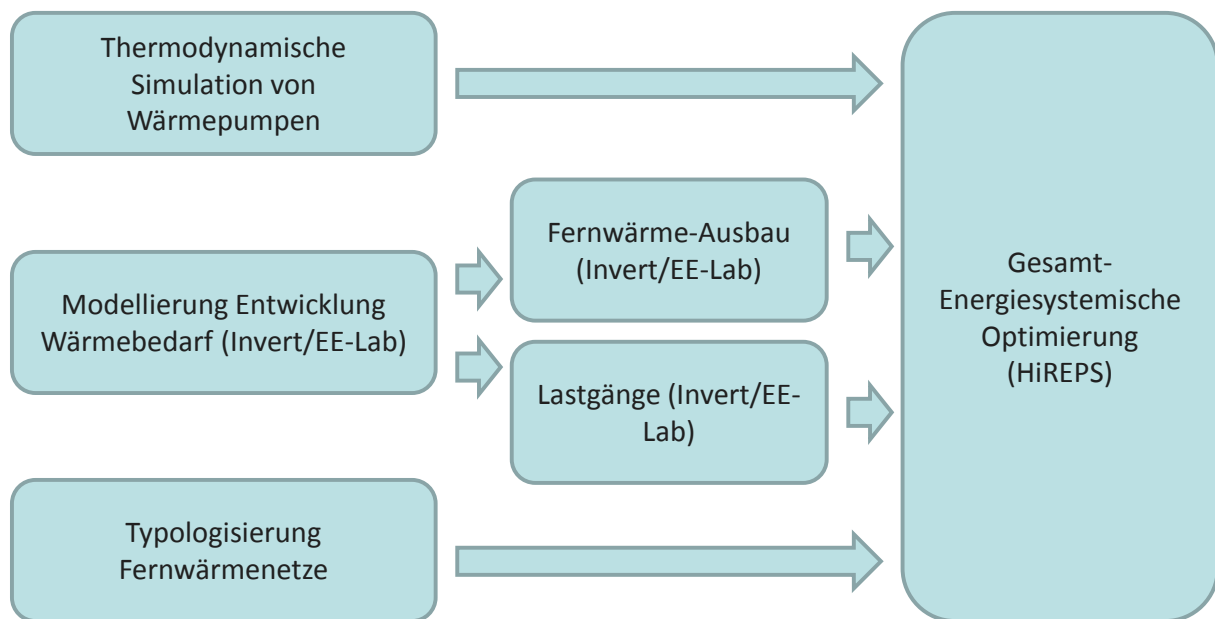 Thermodynamische
Simulation von
Wärmepumpen
Modellierung Entwicklung
Wärmebedarf (Invert/EE-Lab)
Fernwärme-Ausbau
(Invert/EE-Lab)
Lastgänge (Invert/EE-
Lab)
Typologisierung
Fernwärmenetze
Gesamt-
Energiesystemische
Optimierung
(HiREPS)